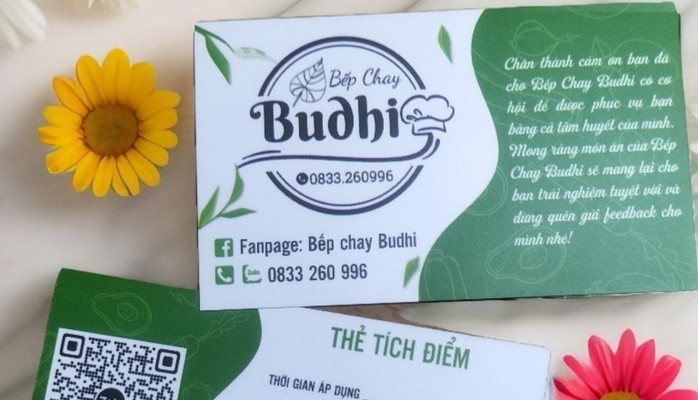 Bếp Chay
Budhi
0833.260996
Fanpage: Bếp chay Budhi
Zalo 0833 260 996
Chân thành cảm ơn bạn đã
cho Bếp Chay Budhi có cơ
hội để được phục vụ bạn
bằng cả tâm huyết của mình.
Mong rằng món ăn của Bếp
Chay Budhi sẽ mang lại cho
bạn trải nghiệm tuyệt vời và
đừng quên gửi feedback cho
mình nhé!
THẺ TÍCH ĐIỂM
THỜI GIAN ÁP DỤNG